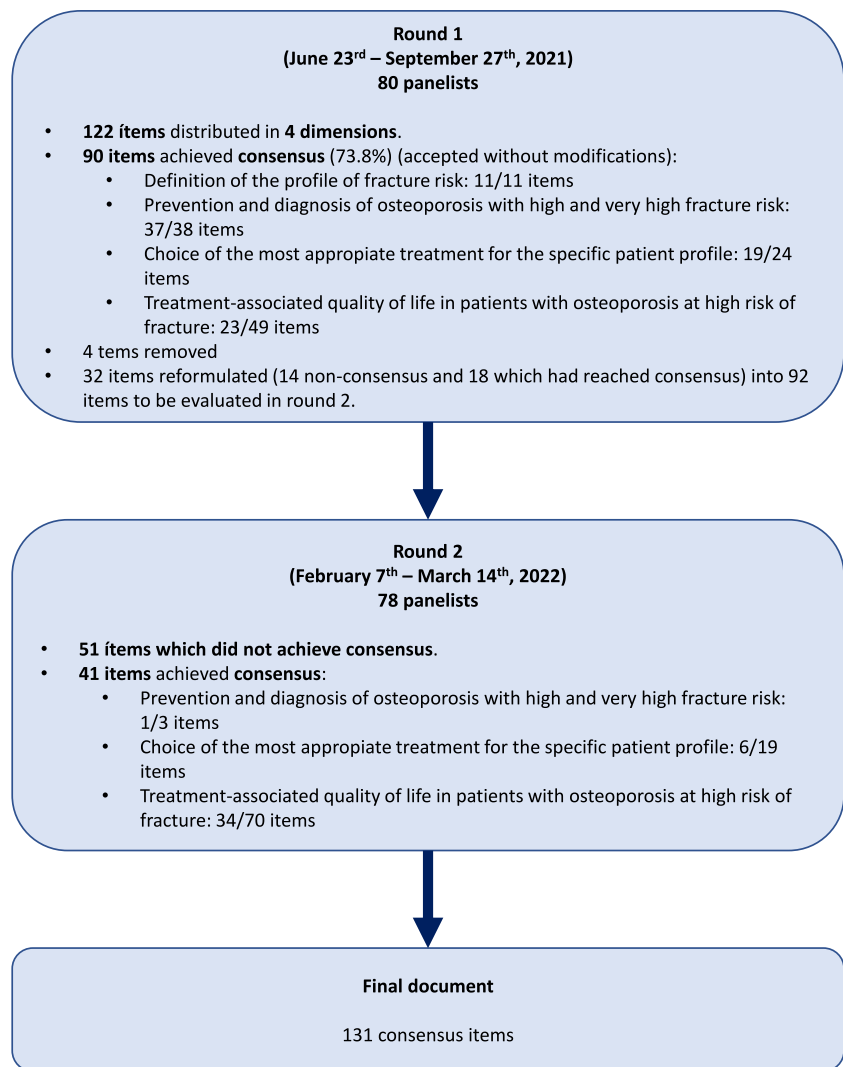 Round 1
(June 23rd – September 27th, 2021)
80 panelists
• 122 ítems distributed in 4 dimensions.
• 90 items achieved consensus (73.8%) (accepted without modifications):
• Definition of the profile of fracture risk: 11/11 items
• Prevention and diagnosis of osteoporosis with high and very high fracture risk:
37/38 items
• Choice of the most appropiate treatment for the specific patient profile: 19/24
items
• Treatment-associated quality of life in patients with osteoporosis at high risk of
fracture: 23/49 items
• 4 tems removed
• 32 items reformulated (14 non-consensus and 18 which had reached consensus) into 92
items to be evaluated in round 2.
Round 2
(February 7th – March 14th, 2022)
78 panelists
• 51 ítems which did not achieve consensus.
• 41 items achieved consensus:
• Prevention and diagnosis of osteoporosis with high and very high fracture risk:
1/3 items
• Choice of the most appropiate treatment for the specific patient profile: 6/19
items
• Treatment-associated quality of life in patients with osteoporosis at high risk of
fracture: 34/70 items
Final document
131 consensus items